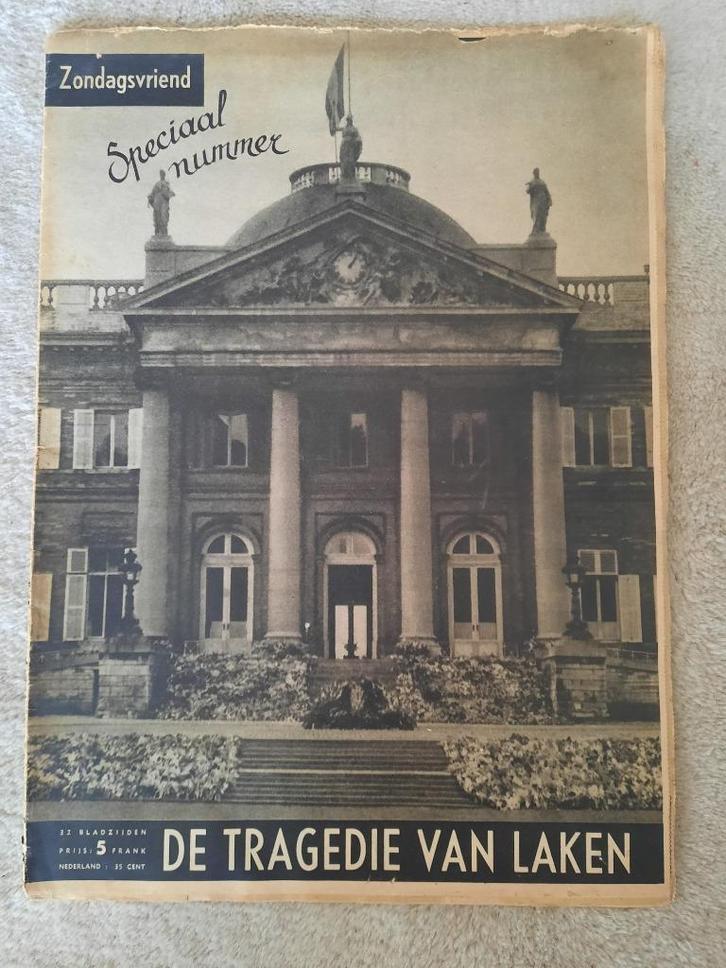 Zondagsvriend
Speciaal
nummer
32 BLADZIJDEN
PRIJS: 5 FRANK
NEDERLAND : 35 CENT
DE TRAGEDIE VAN LAKEN